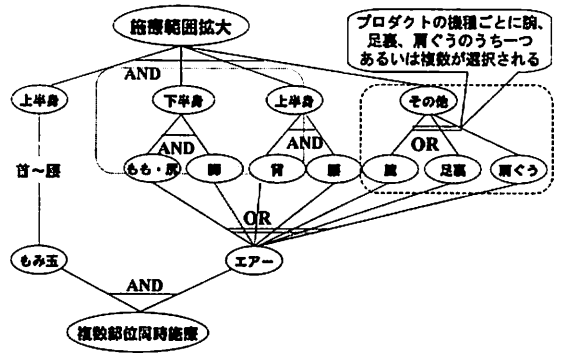 施療範囲拡大
プロダクトの機種ごとに腕、
足裏、肩ぐうのうち一つ
あるいは複数が選択される
AND
上半身
下半身
上半身
その他
AND
AND
OR
もも・尻
脚
背
腰
腕
足裏
肩ぐう
首〜腰
OR
もみ玉
エアー
AND
複数部位同時施療